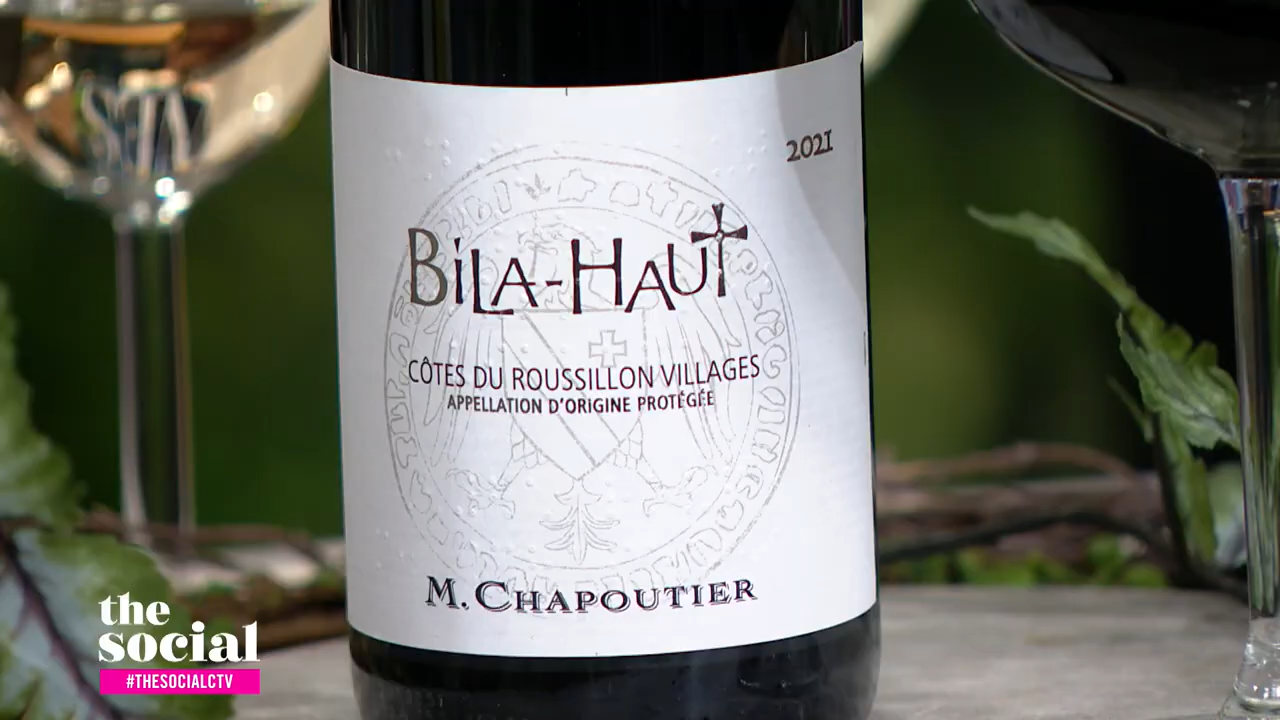 2021
BiLA-HAUT
CÔTES DU ROUSSILLON VILLAGES
APPELLATION D'ORiGINE PROTÉGÉE
M. CHAPOUTIER
the
social
#THESOCIALCTV